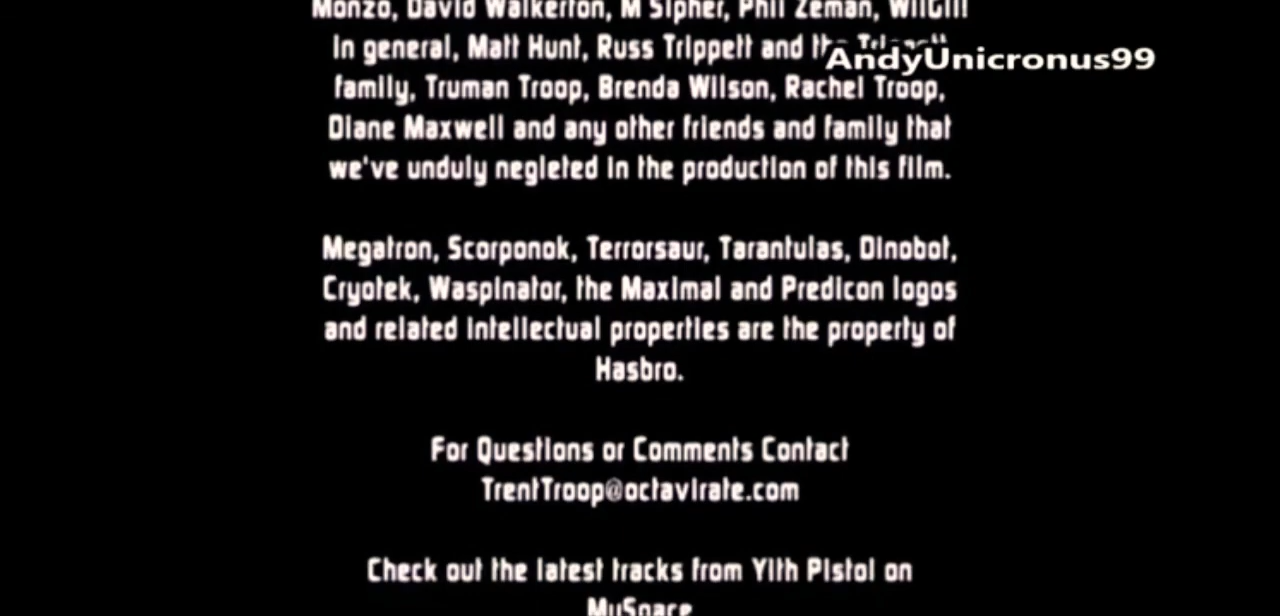 Monzo, David Walkerton, M Sipher, Phil Zeman, WiiGii!
in general, Matt Hunt, Russ Trippett and the
AndyUnicronus99
family, Truman Troop, Brenda Wilson, Rachel Troop,
Diane Maxwell and any other friends and family that
we've unduly negleted in the production of this film.
Megatron, Scorponok, Terrorsaur, Tarantulas, Dinobot,
Cryotek, Waspinator, the Maximal and Predicon logos
and related intellectual properties are the property of
Hasbro.
For Questions or Comments Contact
TrentTroop@octavirate.com
Check out the latest tracks from Yith Pistol on
MySpace